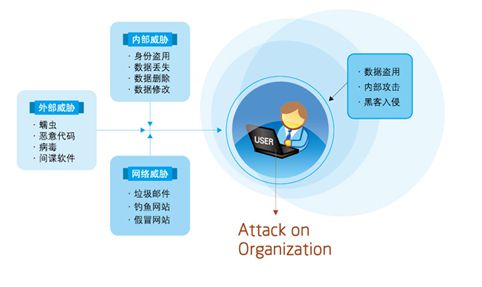 内部威胁
身份盗用
数据丢失
数据删除
数据修改
外部威胁
蠕虫
恶意代码
病毒
间谍软件
网络威胁
垃圾邮件
钓鱼网站
假冒网站
USER
数据盗用
内部攻击
黑客入侵
Attack on
Organization